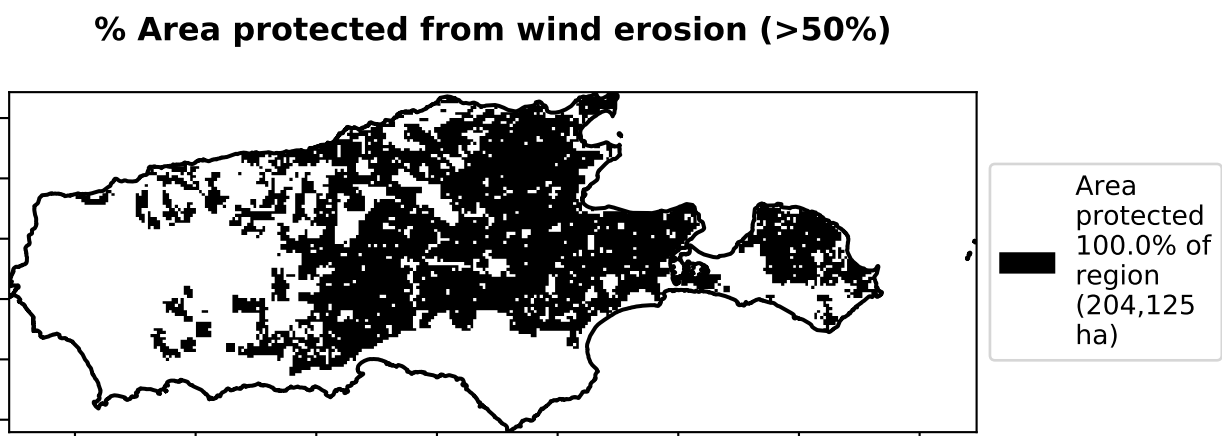 % Area protected from wind erosion (>50%)
Area
protected
100.0% of
region
(204,125
ha)